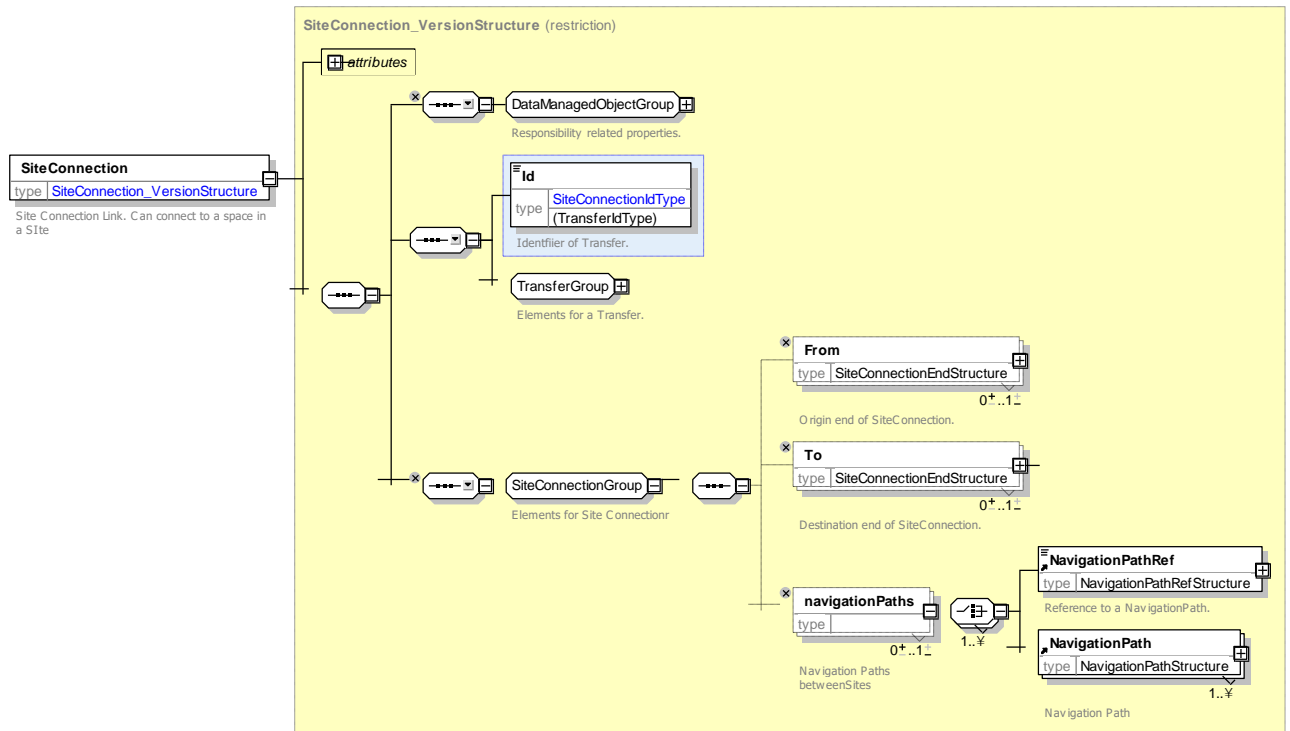 SiteConnection_VersionStructure (restriction)
attributes
DataManagedObjectGroup
Responsibility related properties.
SiteConnection
type SiteConnection_VersionStructure
Site Connection Link. Can connect to a space in
a SIte
Id
type SiteConnectionIdType
(TransferIdType)
Identfiier of Transfer.
TransferGroup
Elements for a Transfer.
From
type SiteConnectionEndStructure
0±..1±
Origin end of SiteConnection.
To
type SiteConnectionEndStructure
0±..1±
Destination end of SiteConnection.
SiteConnectionGroup
Elements for Site Connectionr
NavigationPathRef
type NavigationPathRefStructure
Reference to a NavigationPath.
navigationPaths
type
0±..1±
1..¥
Navigation Paths
betweenSites
NavigationPath
type NavigationPathStructure
1..¥
Navigation Path